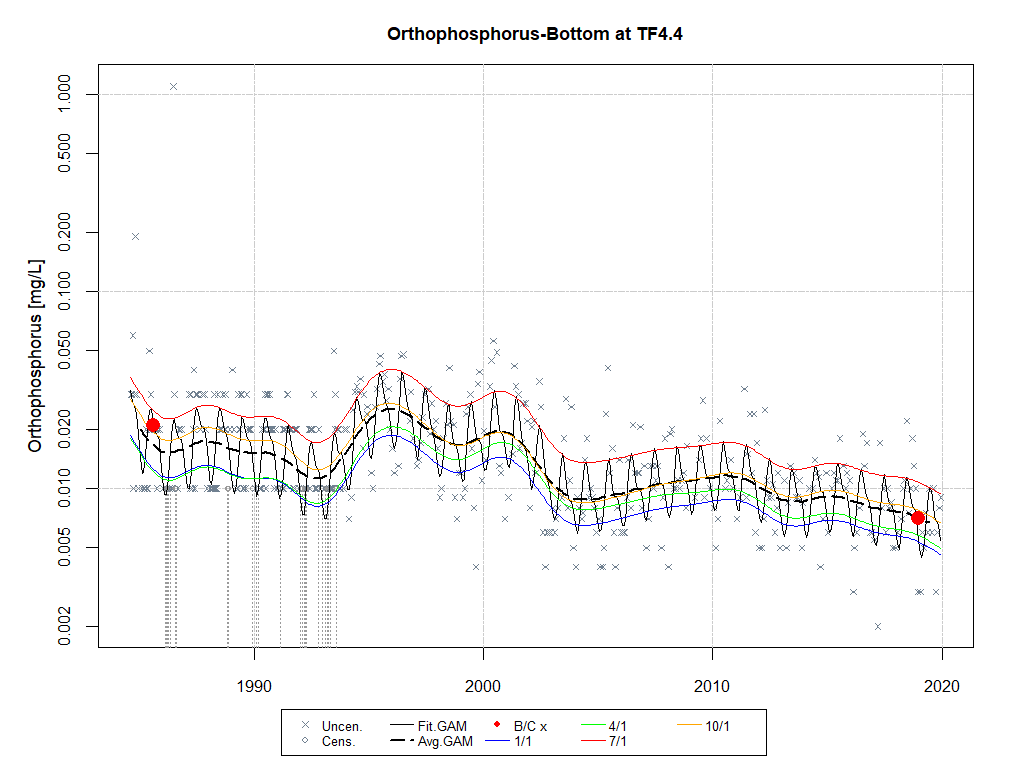 Orthophosphorus-Bottom at TF4.4
Orthophosphorus [mg/L]
1.000
0.500
0.200
0.100
0.050
0.020
0.010
0.005
0.002
1990 2000 2010 2020
Uncen. Fit.GAM B/C x 4/1 10/1
Cens. Avg.GAM 1/1 7/1